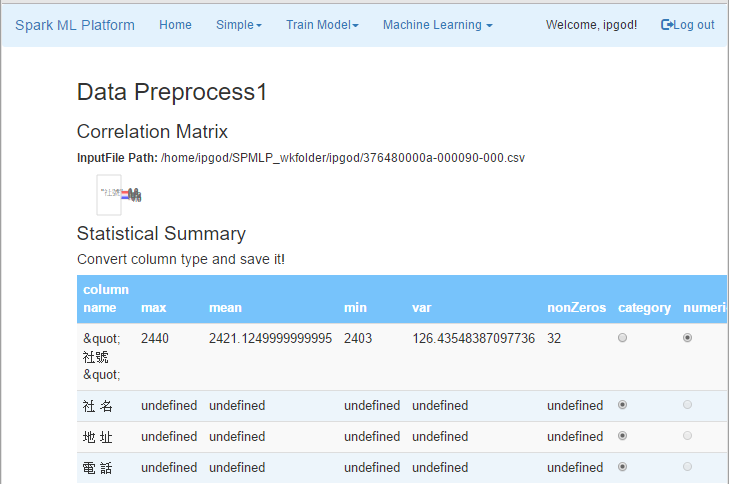 Spark ML Platform Home Simple Train Model Machine Learning Welcome, ipgod! Log out
Data Preprocess1
Correlation Matrix
InputFile Path: /home/ipgod/SPMLP_wkfolder/ipgod/376480000a-000090-000.csv
"社號"
Statistical Summary
Convert column type and save it!
column
name max mean min var nonZeros category numeri
&quot; 2440 2421.1249999999995 2403 126.43548387097736 32
社號
&quot;
社 名 undefined undefined undefined undefined undefined
地 址 undefined undefined undefined undefined undefined
電 話 undefined undefined undefined undefined undefined